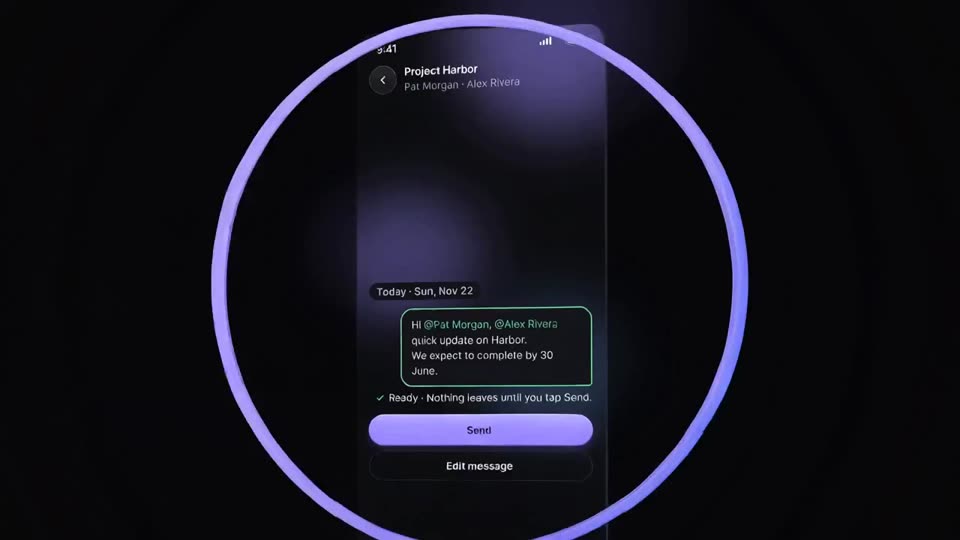 9:41
Project Harbor
Pat Morgan · Alex Rivera
Today · Sun, Nov 22
Hi @Pat Morgan, @Alex Rivera
quick update on Harbor.
We expect to complete by 30
June.
✓ Ready · Nothing leaves until you tap Send.
Send
Edit message